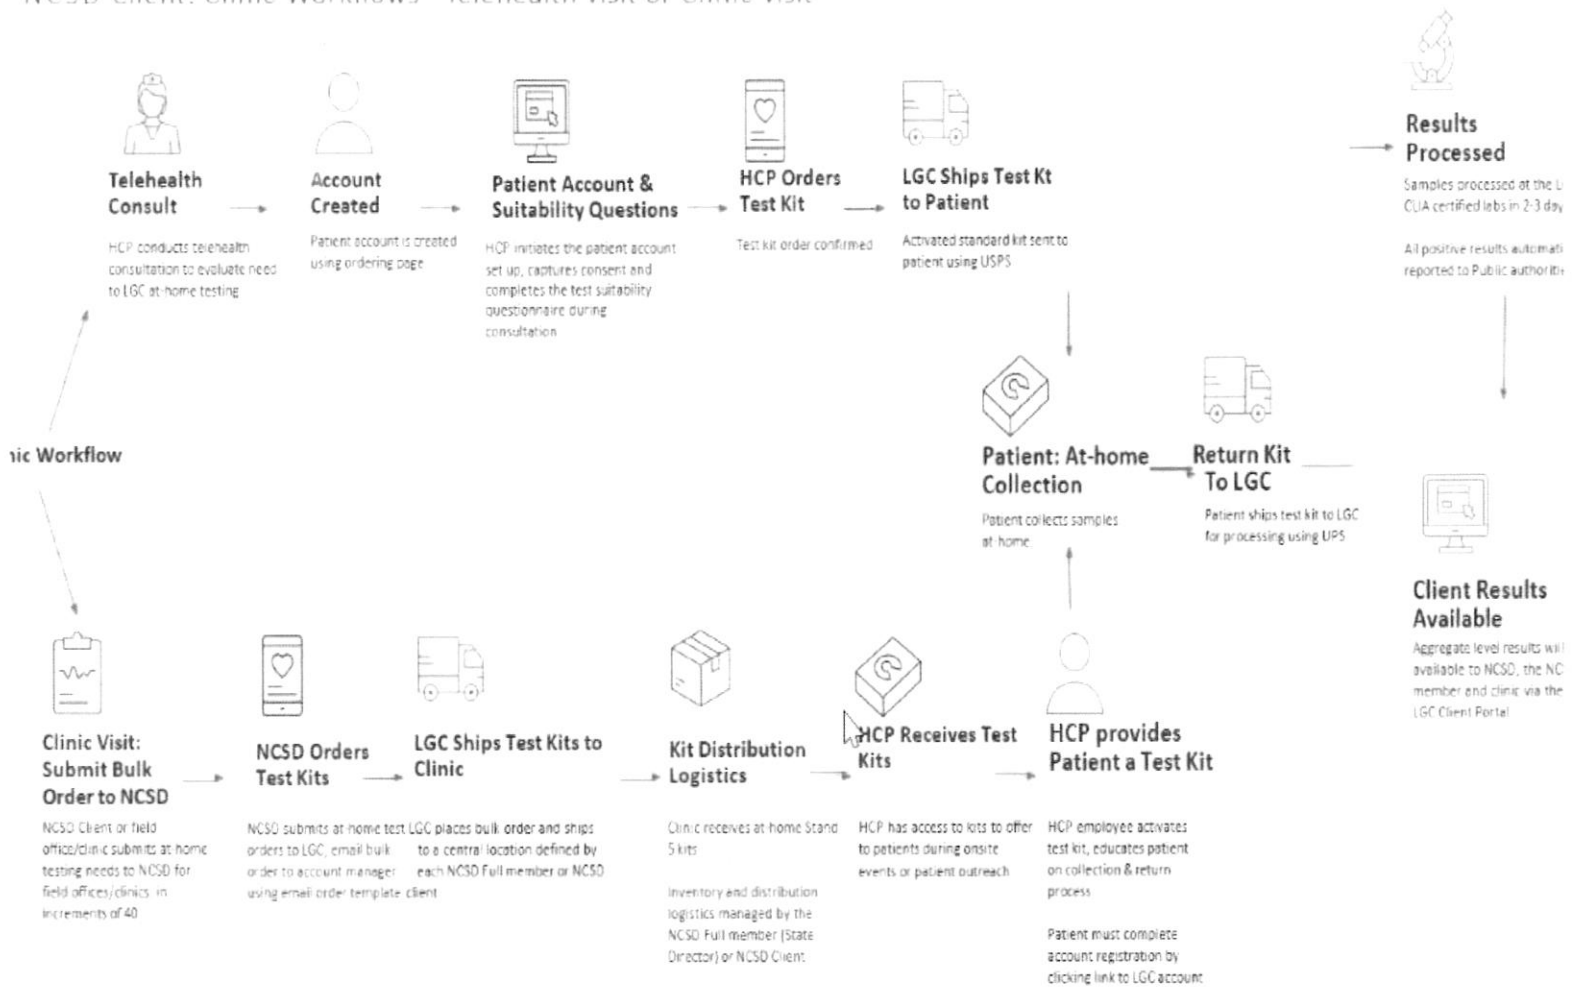 NCSD Client: Clinic Workflows- Telehealth Visit or Clinic Visit
Telehealth
Consult
HCP conducts telehealth
consultation to evaluate need
to LGC at-home testing
Account
Created
Patient account is created
using ordering page
Patient Account &
Suitability Questions
HCP initiates the patient account
set up, captures consent and
completes the test suitability
questionnaire during
consultation
HCP Orders
Test Kit
Test kit order confirmed
LGC Ships Test Kt
to Patient
Activated standard kit sent to
patient using USPS
Results
Processed
Samples processed at the L
CLIA certified labs in 2-3 day
All positive results automati
reported to Public authoriti
nic Workflow
Patient: At-home
Collection
Patient collects samples
at-home
Return Kit
To LGC
Patient ships test kit to LGC
for processing using UPS
Client Results
Available
Aggregate level results wil
available to NCSD, the NC
member and clinic via the
LGC Client Portal
Clinic Visit:
Submit Bulk
Order to NCSD
NCSD Client or field
office/clinic submits at-home
testing needs to NCSD for
field offices/clinics in
increments of 40
NCSD Orders
Test Kits
NCSD submits at-home test
orders to LGC, email bulk
order to account manager
using email order template
LGC Ships Test Kits to
Clinic
LGC places bulk order and ships
to a central location defined by
each NCSD Full member or NCSD
client
Kit Distribution
Logistics
Clinic receives at-home Stand
5 kits
Inventory and distribution
logistics managed by the
NCSD Full member (State
Director) or NCSD Client
HCP Receives Test
Kits
HCP has access to kits to offer
to patients during onsite
events or patient outreach
HCP provides
Patient a Test Kit
HCP employee activates
test kit, educates patient
on collection & return
process
Patient must complete
account registration by
clicking link to LGC account